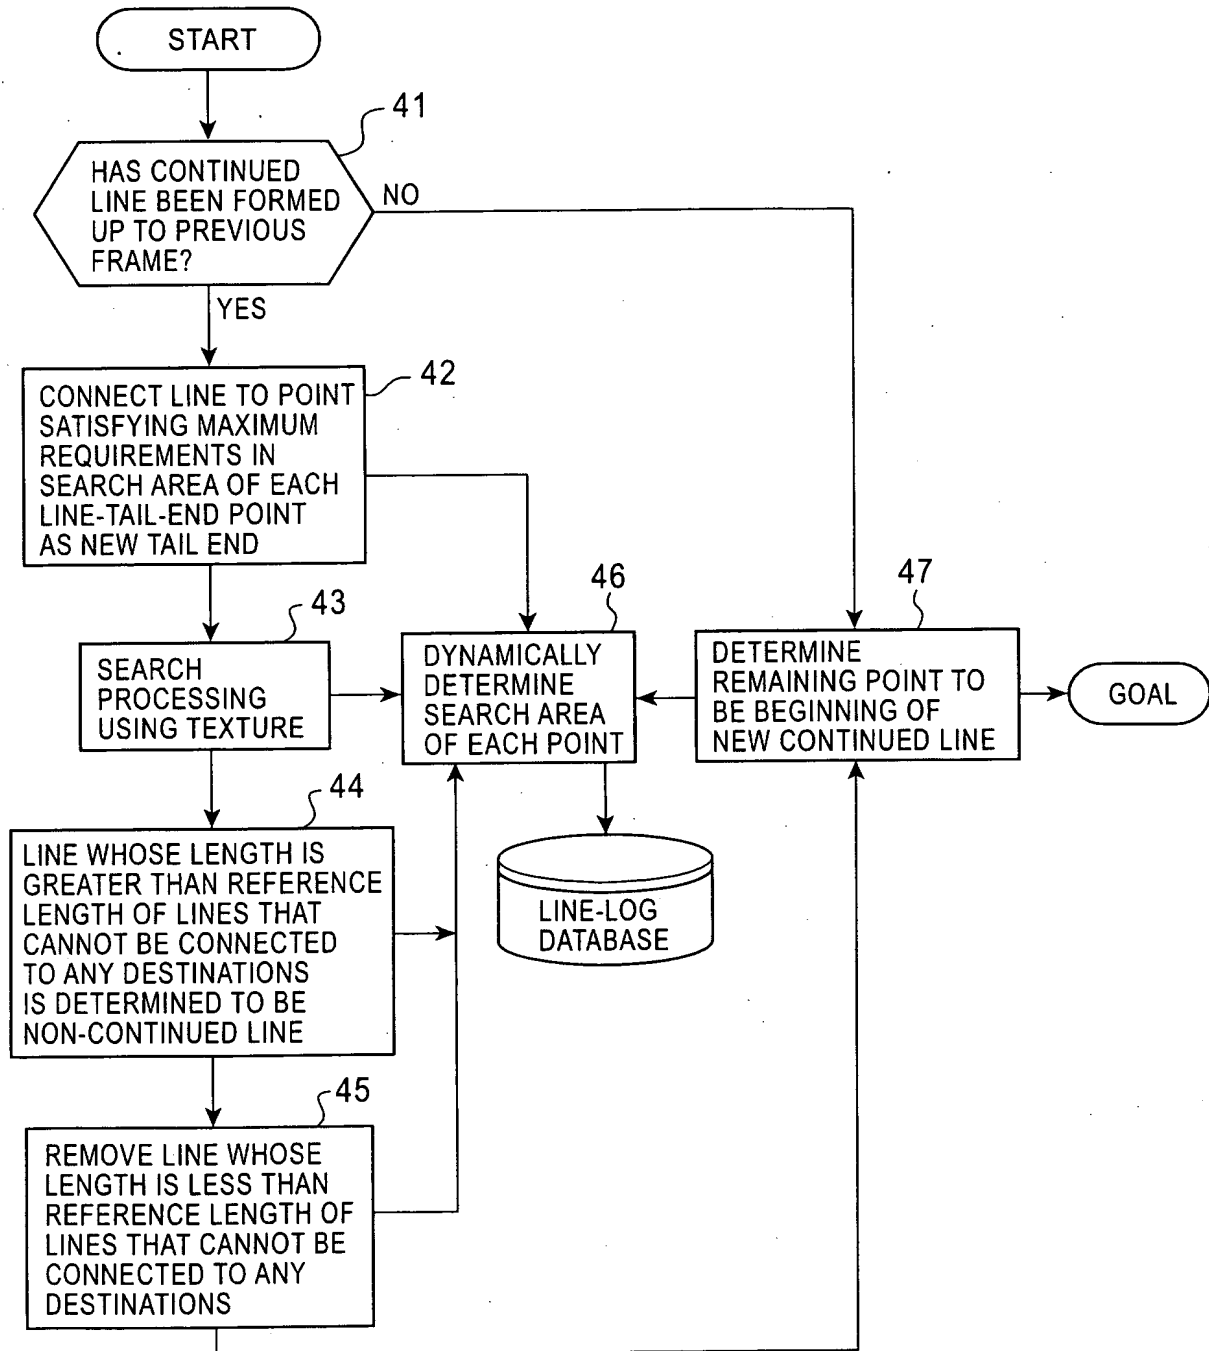 START
41
HAS CONTINUED
LINE BEEN FORMED
UP TO PREVIOUS
FRAME?
NO
YES
42
CONNECT LINE TO POINT
SATISFYING MAXIMUM
REQUIREMENTS IN
SEARCH AREA OF EACH
LINE-TAIL-END POINT
AS NEW TAIL END
43
SEARCH
PROCESSING
USING TEXTURE
46
DYNAMICALLY
DETERMINE
SEARCH AREA
OF EACH POINT
47
DETERMINE
REMAINING POINT TO
BE BEGINNING OF
NEW CONTINUED LINE
GOAL
44
LINE WHOSE LENGTH IS
GREATER THAN REFERENCE
LENGTH OF LINES THAT
CANNOT BE CONNECTED
TO ANY DESTINATIONS
IS DETERMINED TO BE
NON-CONTINUED LINE
LINE-LOG
DATABASE
45
REMOVE LINE WHOSE
LENGTH IS LESS THAN
REFERENCE LENGTH OF
LINES THAT CANNOT BE
CONNECTED TO ANY
DESTINATIONS